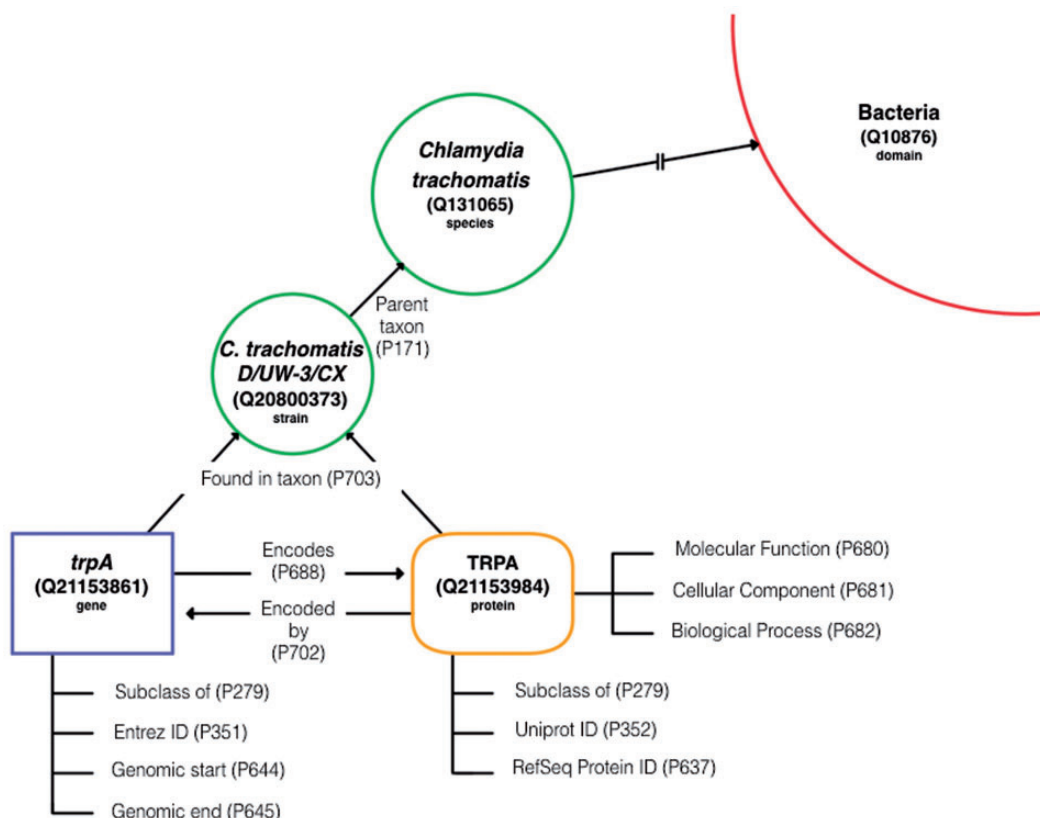 Bacteria
(Q10876)
domain
Chlamydia
trachomatis
(Q131065)
species
Parent
taxon
(P171)
C. trachomatis
D/UW-3/CX
(Q20800373)
strain
Found in taxon (P703)
trpA
(Q21153861)
gene
Encodes
(P688)
Encoded
by
(P702)
TRPA
(Q21153984)
protein
Molecular Function (P680)
Cellular Component (P681)
Biological Process (P682)
Subclass of (P279)
Entrez ID (P351)
Genomic start (P644)
Genomic end (P645)
Subclass of (P279)
Uniprot ID (P352)
RefSeq Protein ID (P637)